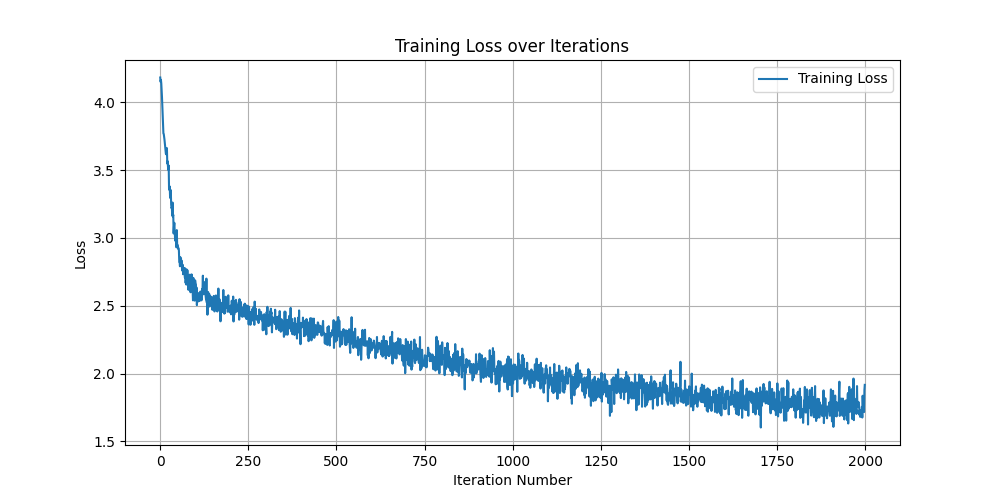 Training Loss over Iterations
Training Loss
4.0
3.5
3.0
2.5
2.0
1.5
Loss
0 250 500 750 1000 1250 1500 1750 2000
Iteration Number